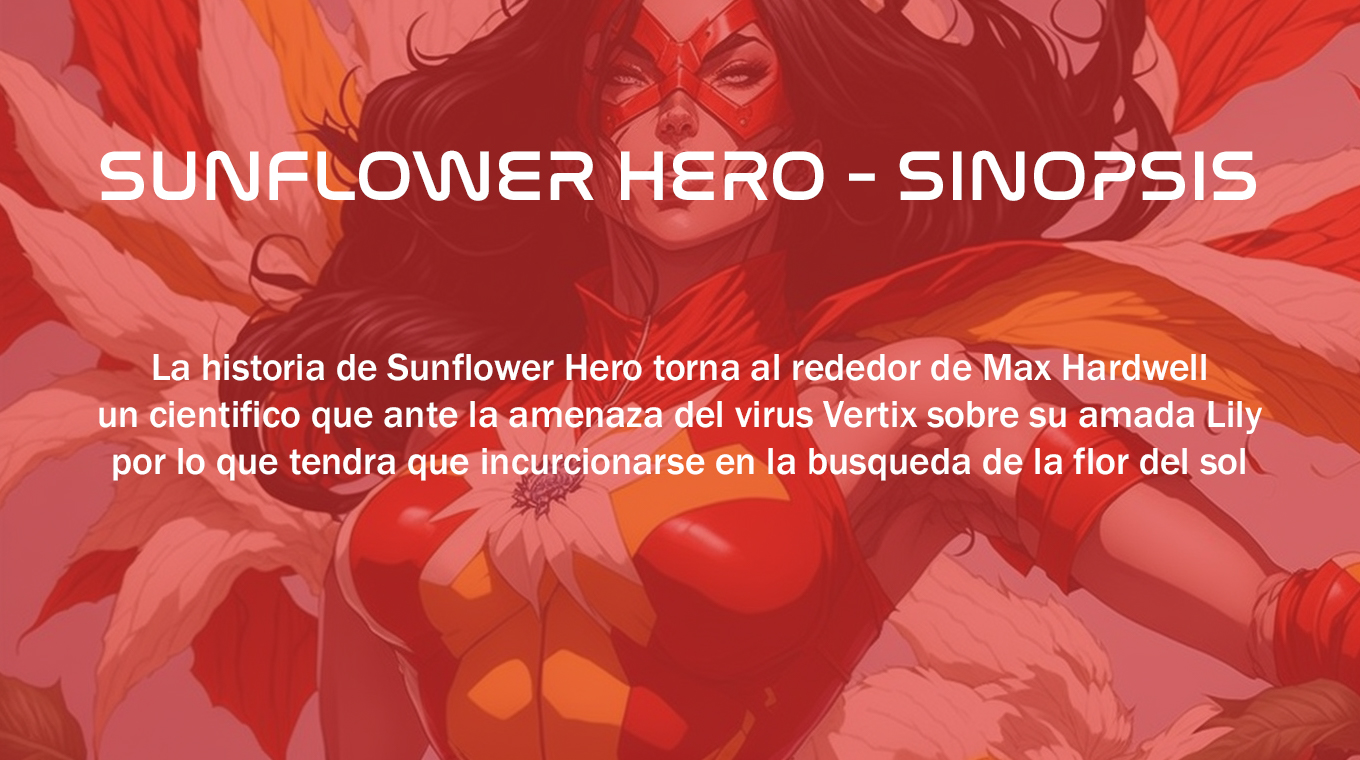 SUNFLOWER HERO - SINOPSIS
La historia de Sunflower Hero torna al rededor de Max Hardwell
un cientifico que ante la amenaza del virus Vertix sobre su amada Lily
por lo que tendra que incurcionarse en la busqueda de la flor del sol